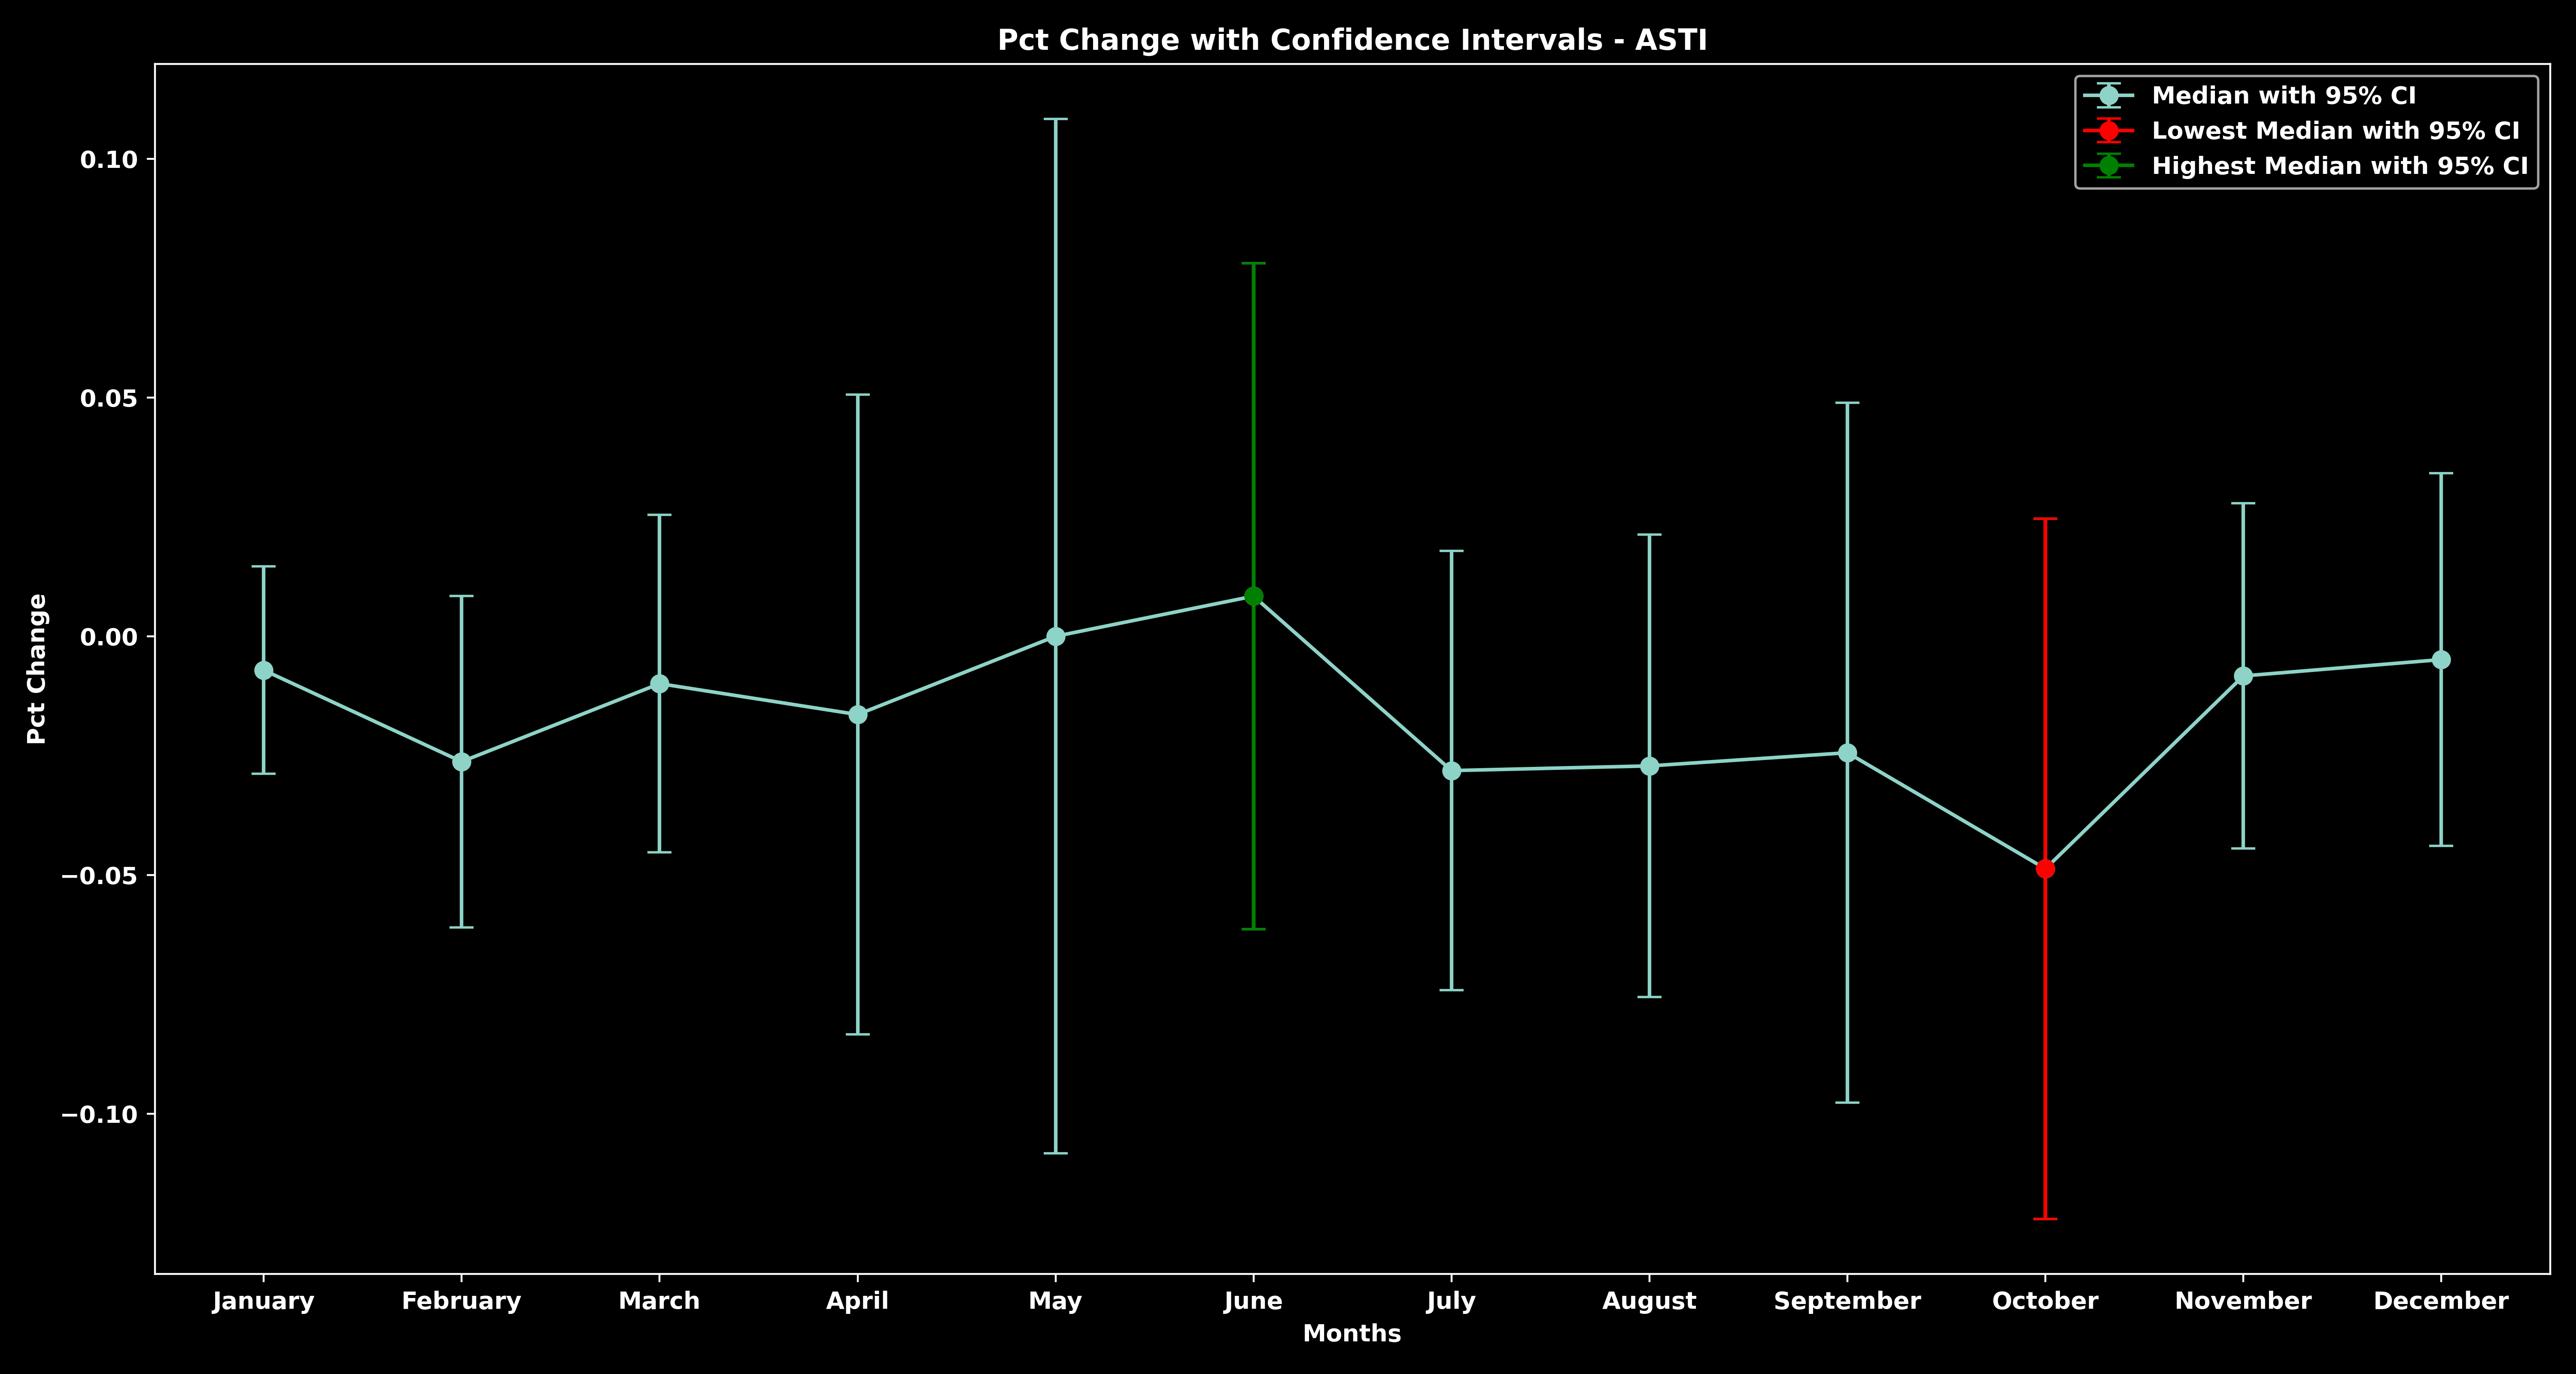 Pct Change with Confidence Intervals - ASTI
Median with 95% CI
Lowest Median with 95% CI
Highest Median with 95% CI
0.10
0.05
0.00
−0.05
−0.10
Pct Change
January February March April May June July August September October November December
Months